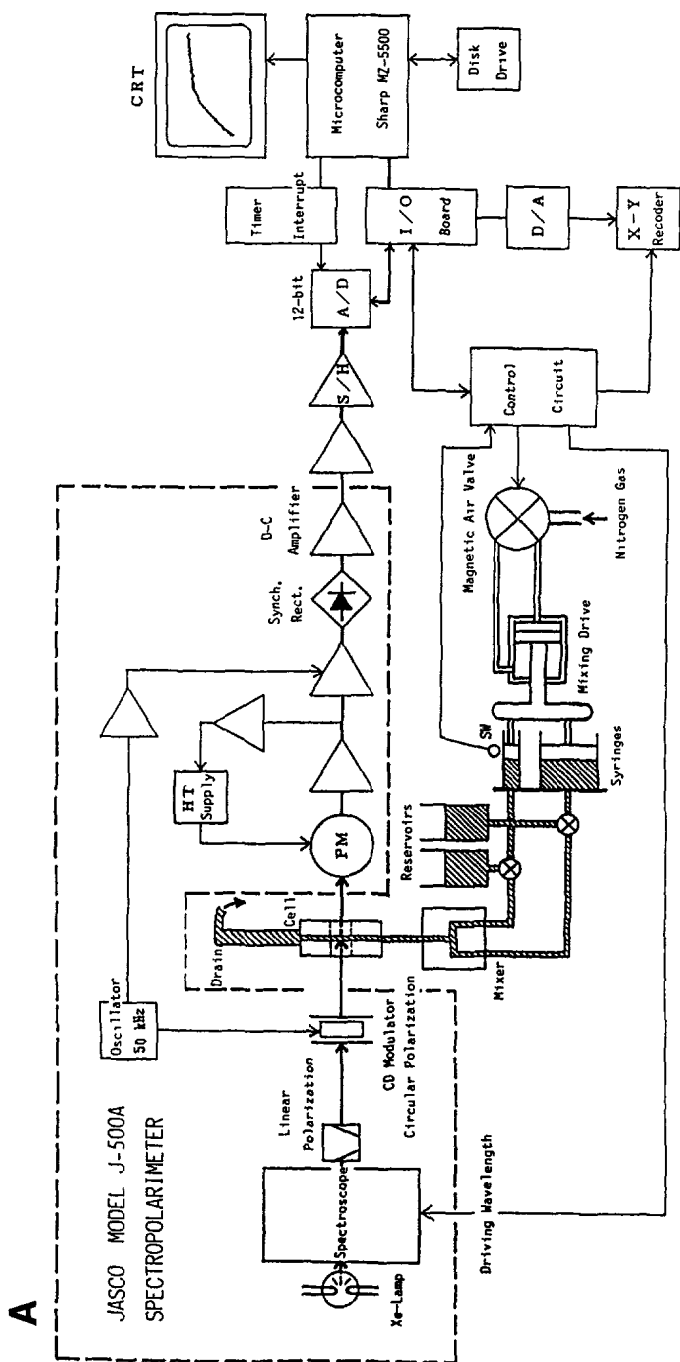 A
JASCO MODEL J-500A
SPECTROPOLARIMETER
Oscillator
50 kHz
Xe-Lamp
Spectroscope
Linear
Polarization
CD Modulator
Circular Polarization
Driving Wavelength
Drain
Cell
Mixer
Reservoirs
PM
HT
Supply
Synch.
Rect.
D-C
Amplifier
S/H
12-bit
A/D
Timer
Interrupt
CRT
Microcomputer
Sharp MZ-5500
Disk
Drive
I/O
Board
D/A
X-Y
Recoder
Control
Circuit
Magnetic Air Valve
Nitrogen Gas
Mixing Drive
SW
Syringes